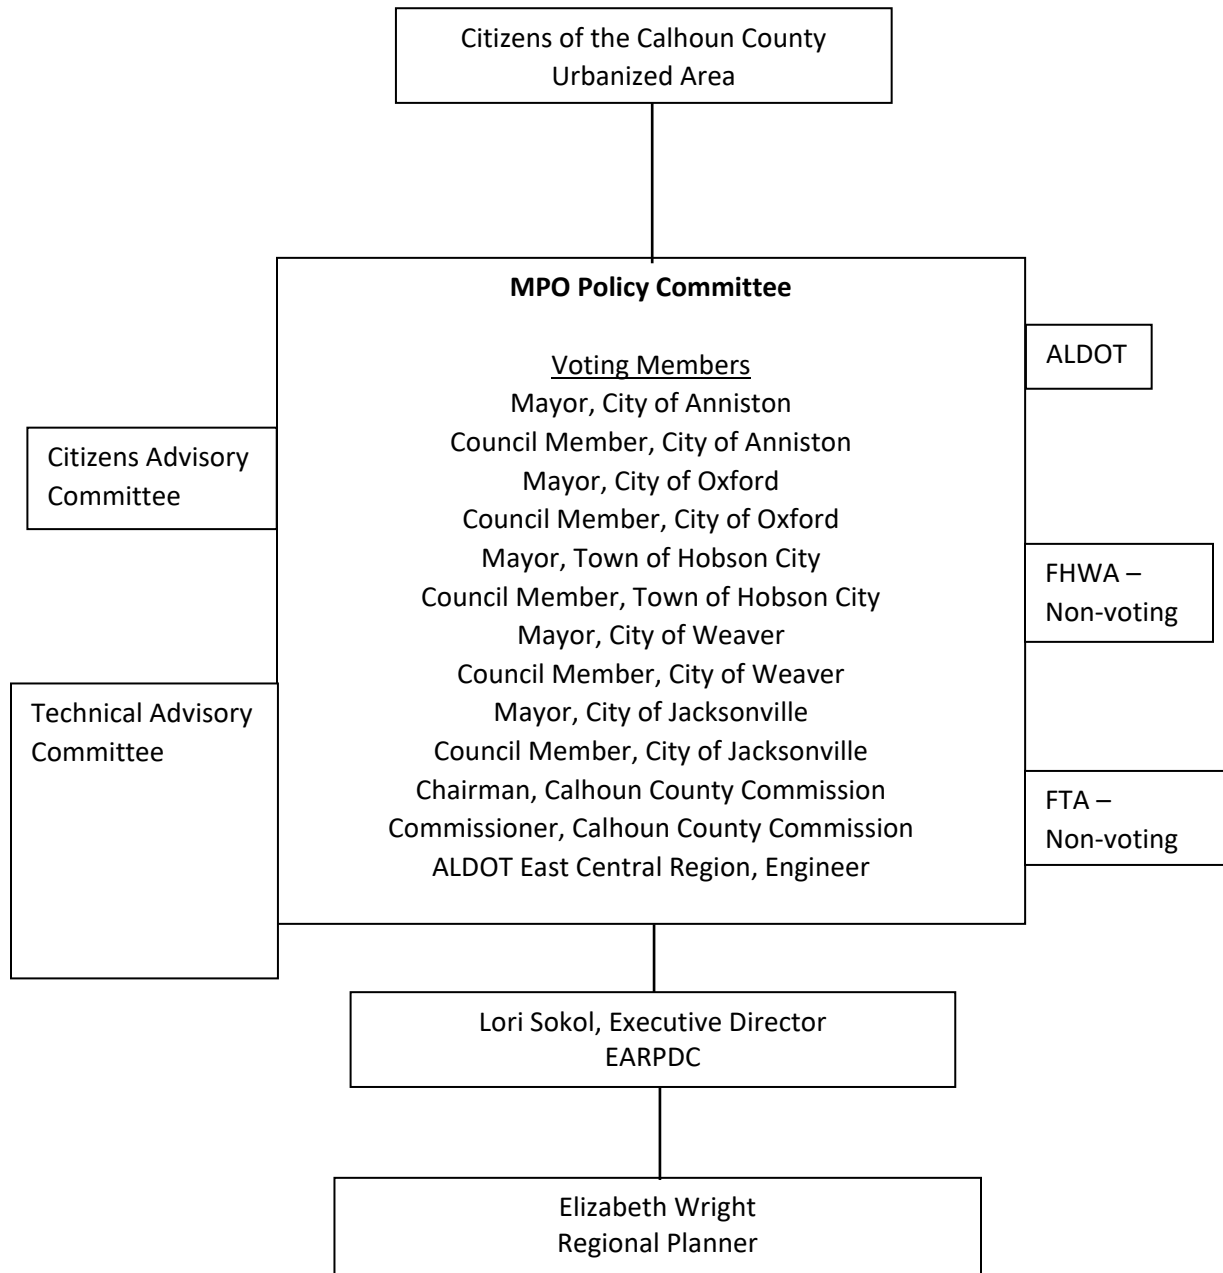 Citizens of the Calhoun County
Urbanized Area
MPO Policy Committee
Voting Members
Mayor, City of Anniston
Council Member, City of Anniston
Mayor, City of Oxford
Council Member, City of Oxford
Mayor, Town of Hobson City
Council Member, Town of Hobson City
Mayor, City of Weaver
Council Member, City of Weaver
Mayor, City of Jacksonville
Council Member, City of Jacksonville
Chairman, Calhoun County Commission
Commissioner, Calhoun County Commission
ALDOT East Central Region, Engineer
Citizens Advisory
Committee
Technical Advisory
Committee
ALDOT
FHWA –
Non-voting
FTA –
Non-voting
Lori Sokol, Executive Director
EARPDC
Elizabeth Wright
Regional Planner